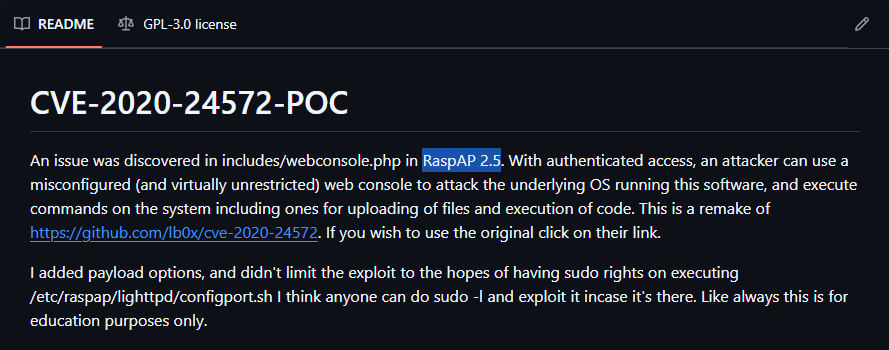 README GPL-3.0 license
CVE-2020-24572-POC
An issue was discovered in includes/webconsole.php in RaspAP 2.5. With authenticated access, an attacker can use a
misconfigured (and virtually unrestricted) web console to attack the underlying OS running this software, and execute
commands on the system including ones for uploading of files and execution of code. This is a remake of
https://github.com/lb0x/cve-2020-24572. If you wish to use the original click on their link.
I added payload options, and didn't limit the exploit to the hopes of having sudo rights on executing
/etc/raspap/lighttpd/configport.sh I think anyone can do sudo -l and exploit it incase it's there. Like always this is for
education purposes only.